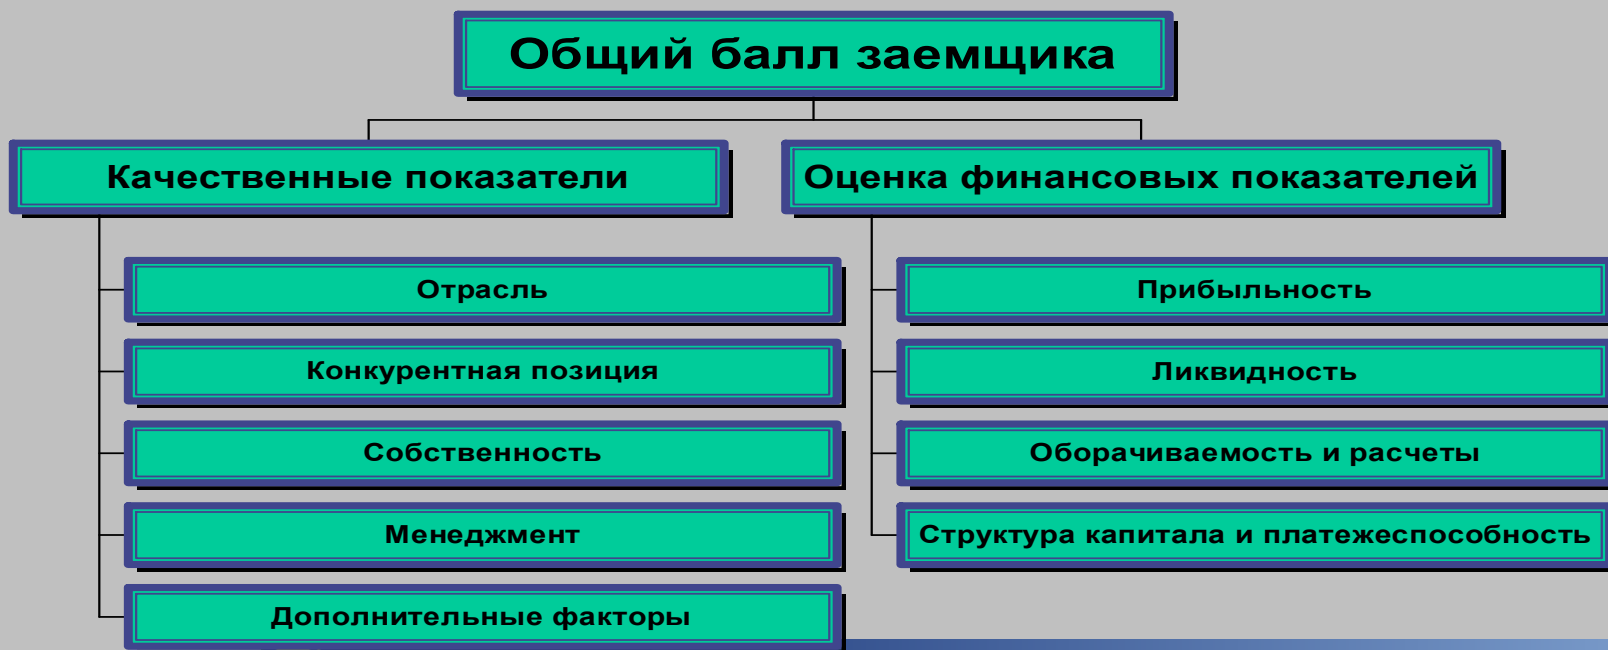 Общий балл заемщика
Качественные показатели
Отрасль
Конкурентная позиция
Собственность
Менеджмент
Дополнительные факторы
Оценка финансовых показателей
Прибыльность
Ликвидность
Оборачиваемость и расчеты
Структура капитала и платежеспособность